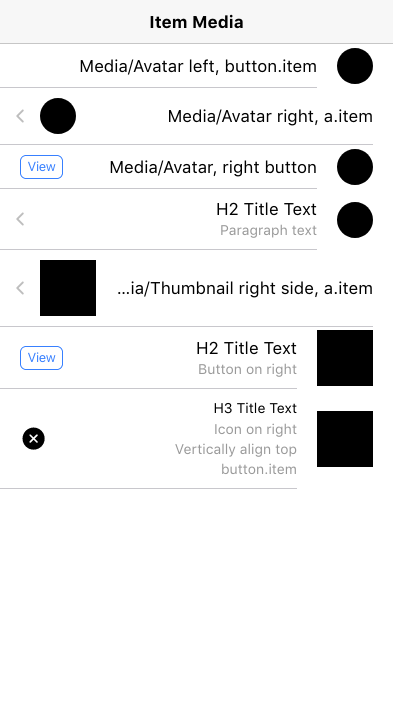 Item Media
Media/Avatar left, button.item
Media/Avatar right, a.item
Media/Avatar, right button
View
H2 Title Text
Paragraph text
...ia/Thumbnail right side, a.item
H2 Title Text
Button on right
View
H3 Title Text
Icon on right
Vertically align top
button.item